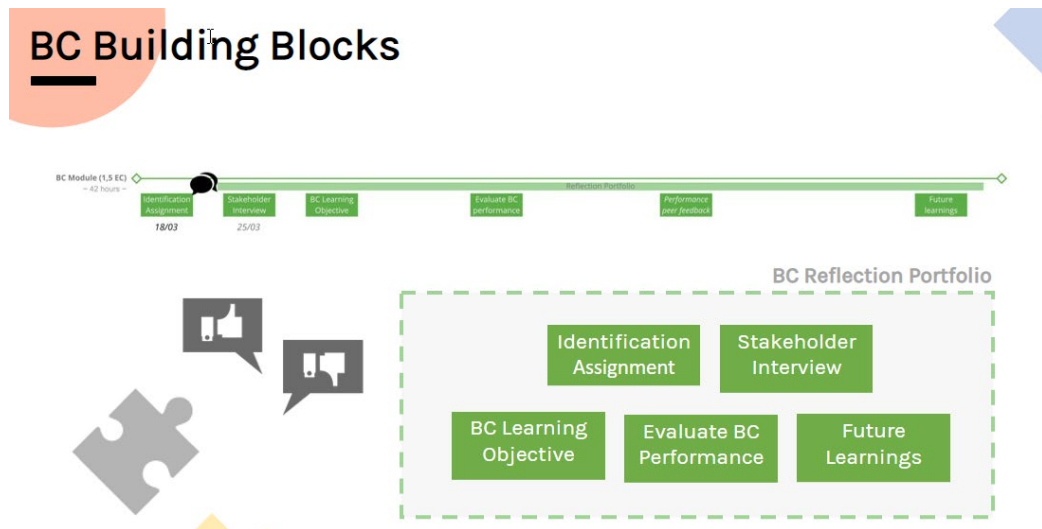 BC Building Blocks
BC Module (1,5 EC)
~ 42 hours ~
Reflection Portfolio
Identification
Assignment
Stakeholder
Interview
BC Learning
Objective
Evaluate BC
performance
Performance
peer feedback
Future
learnings
18/03
25/03
BC Reflection Portfolio
Identification
Assignment
Stakeholder
Interview
BC Learning
Objective
Evaluate BC
Performance
Future
Learnings